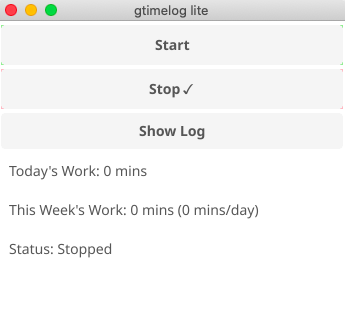 gtimelog lite
Start
Stop ✓
Show Log
Today's Work: 0 mins
This Week's Work: 0 mins (0 mins/day)
Status: Stopped